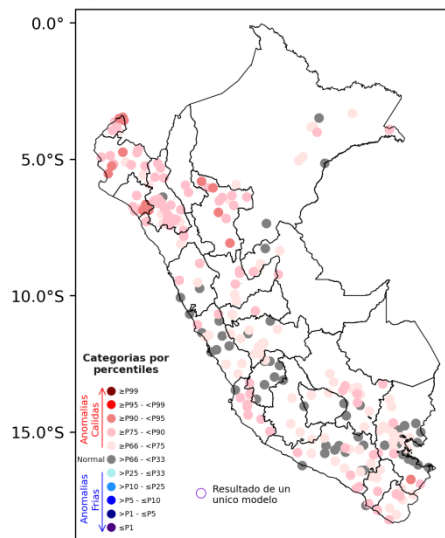 0.0°
5.0°S
10.0°S
15.0°S
Categorias por
percentiles
Anomalias
Calidas
≥P99
≥P95 - <P99
≥P90 - <P95
≥P75 - <P90
≥P66 - <P75
Normal
>P66 - <P33
Anomalias
Frias
>P25 - ≤P33
>P10 - ≤P25
>P5 - ≤P10
>P1 - ≤P5
≤P1
Resultado de un
unico modelo